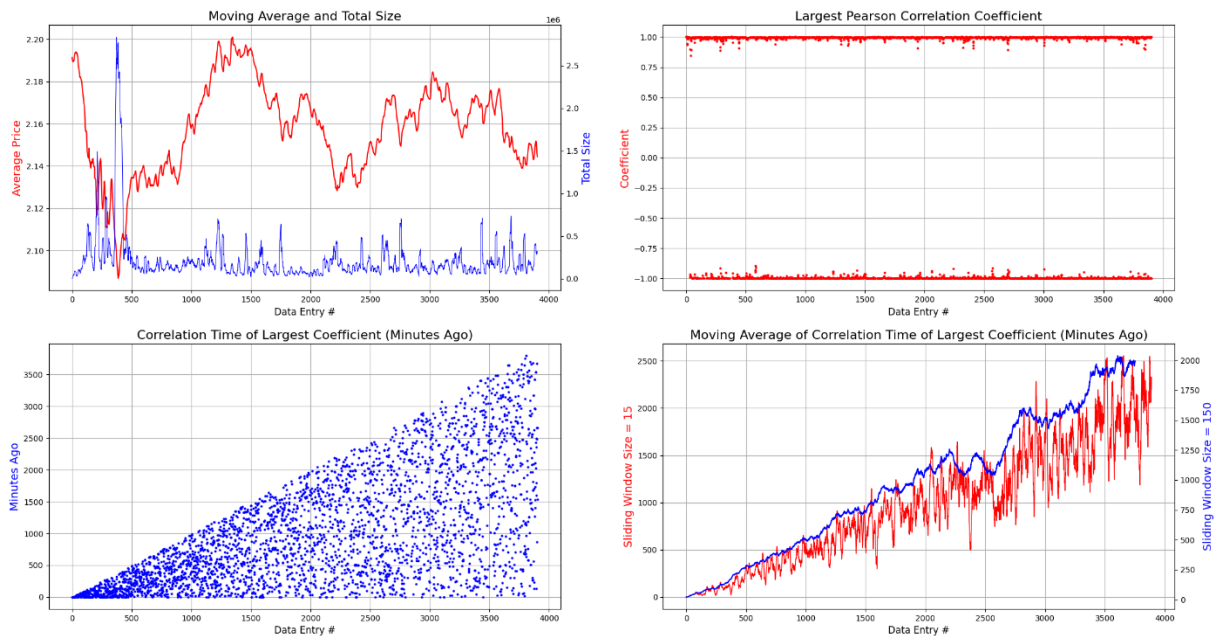 Moving Average and Total Size
1e6
2.20
2.18
2.16
2.14
2.12
2.10
Average Price
2.5
2.0
1.5
1.0
0.5
0.0
Total Size
0 500 1000 1500 2000 2500 3000 3500 4000
Data Entry #
Largest Pearson Correlation Coefficient
1.00
0.75
0.50
0.25
0.00
−0.25
−0.50
−0.75
−1.00
Coefficient
0 500 1000 1500 2000 2500 3000 3500 4000
Data Entry #
Correlation Time of Largest Coefficient (Minutes Ago)
3500
3000
2500
2000
1500
1000
500
0
Minutes Ago
0 500 1000 1500 2000 2500 3000 3500 4000
Data Entry #
Moving Average of Correlation Time of Largest Coefficient (Minutes Ago)
2500
2000
1500
1000
500
0
Sliding Window Size = 15
2000
1750
1500
1250
1000
750
500
250
0
Sliding Window Size = 150
0 500 1000 1500 2000 2500 3000 3500 4000
Data Entry #